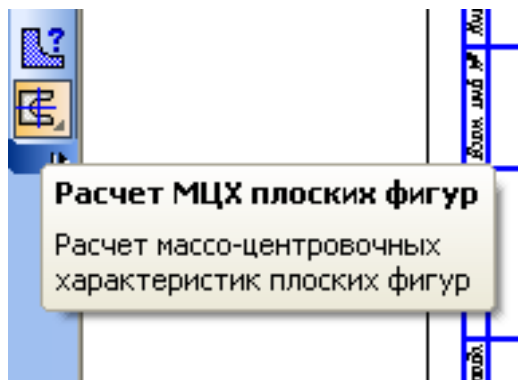 Расчет МЦХ плоских фигур
Расчет массо-центровочных
характеристик плоских фигур